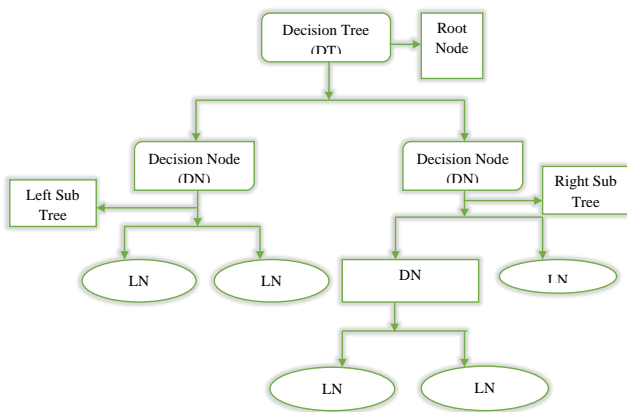 Decision Tree
(DT)
Root
Node
Decision Node
(DN)
Decision Node
(DN)
Left Sub
Tree
Right Sub
Tree
LN
LN
DN
LN
LN
LN